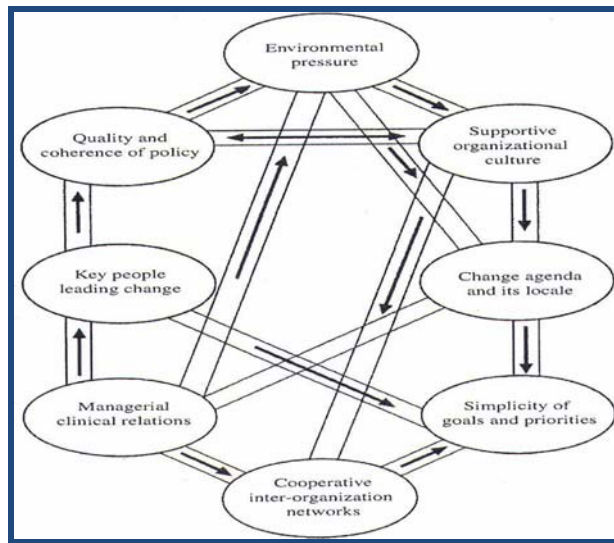 Environmental
pressure
Quality and
coherence of policy
Supportive
organizational
culture
Key people
leading change
Change agenda
and its locale
Managerial
clinical relations
Simplicity of
goals and priorities
Cooperative
inter-organization
networks